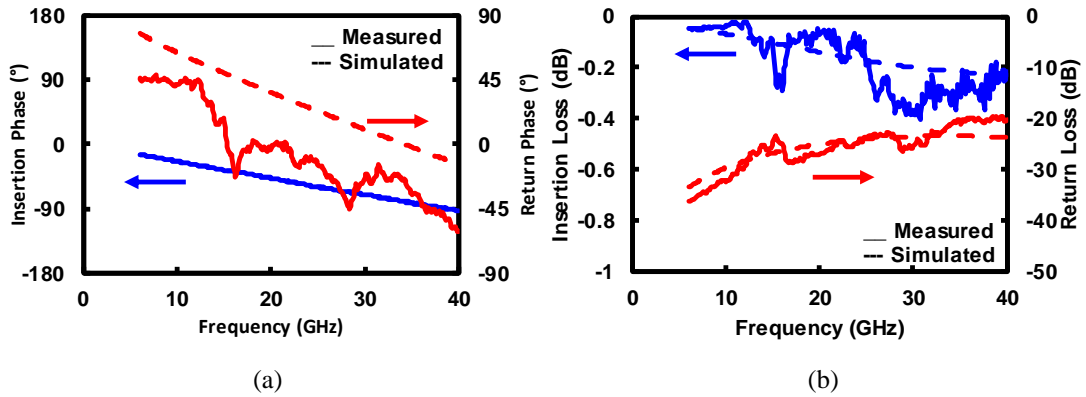 180
90
0
-90
-180
Insertion Phase (°)
90
45
0
-45
-90
Return Phase (°)
__ Measured
--- Simulated
0
10
20
30
40
Frequency (GHz)
(a)
0
-0.2
-0.4
-0.6
-0.8
-1
Insertion Loss (dB)
0
-10
-20
-30
-40
-50
Return Loss (dB)
__ Measured
--- Simulated
0
10
20
30
40
Frequency (GHz)
(b)